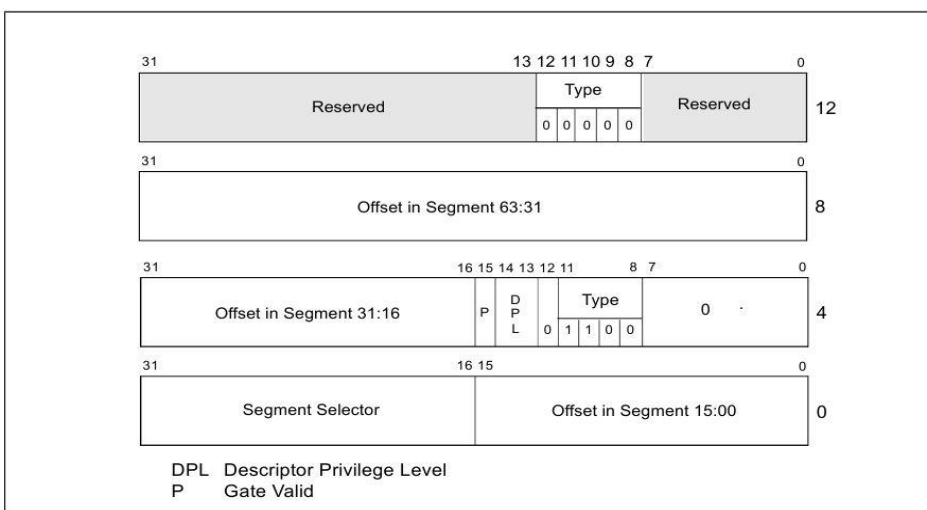 31 13 12 11 10 9 8 7 0
Type
Reserved Reserved 12
0 0 0 0 0
31 0
Offset in Segment 63:31 8
31 16 15 14 13 12 11 8 7 0
Offset in Segment 31:16 P DPL Type 0 4
0 1 1 0 0
31 16 15 0
Segment Selector Offset in Segment 15:00 0
DPL Descriptor Privilege Level
P Gate Valid